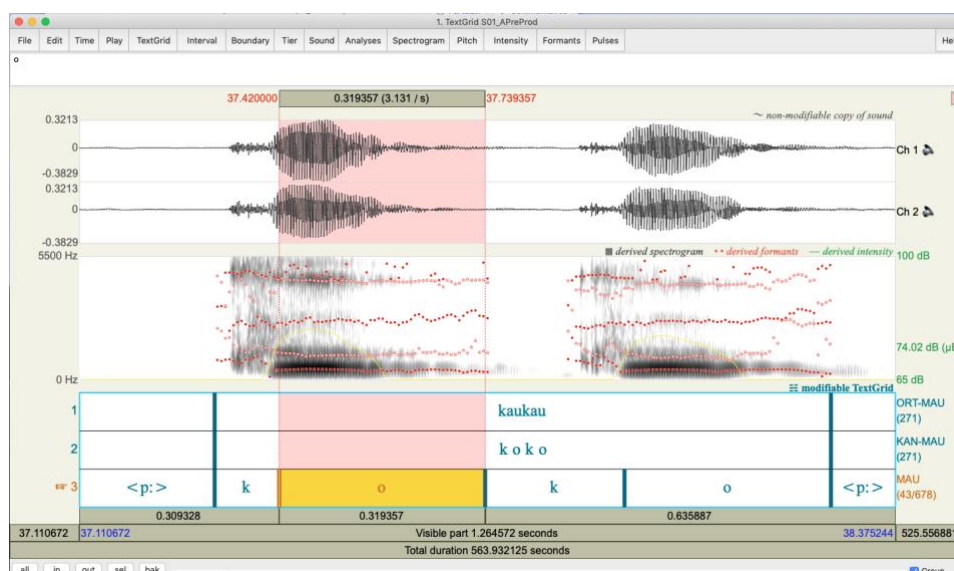 1. TextGrid S01_APreProd
File Edit Time Play TextGrid Interval Boundary Tier Sound Analyses Spectrogram Pitch Intensity Formants Pulses Hel
o
37.420000 0.319357 (3.131 / s) 37.739357
~ non-modifiable copy of sound
0.3213
0
-0.3829
Ch 1
0.3213
0
-0.3829
Ch 2
5500 Hz
derived spectrogram derived formants derived intensity
100 dB
74.02 dB (µE
0 Hz
65 dB
modifiable TextGrid
1 kaukau ORT-MAU
(271)
2 k o k o KAN-MAU
(271)
3 <p:> k o k o <p:> MAU
(43/678)
0.309328 0.319357 0.635887
37.110672 37.110672 Visible part 1.264572 seconds 38.375244 525.556881
Total duration 563.932125 seconds
all in out sel bak Group